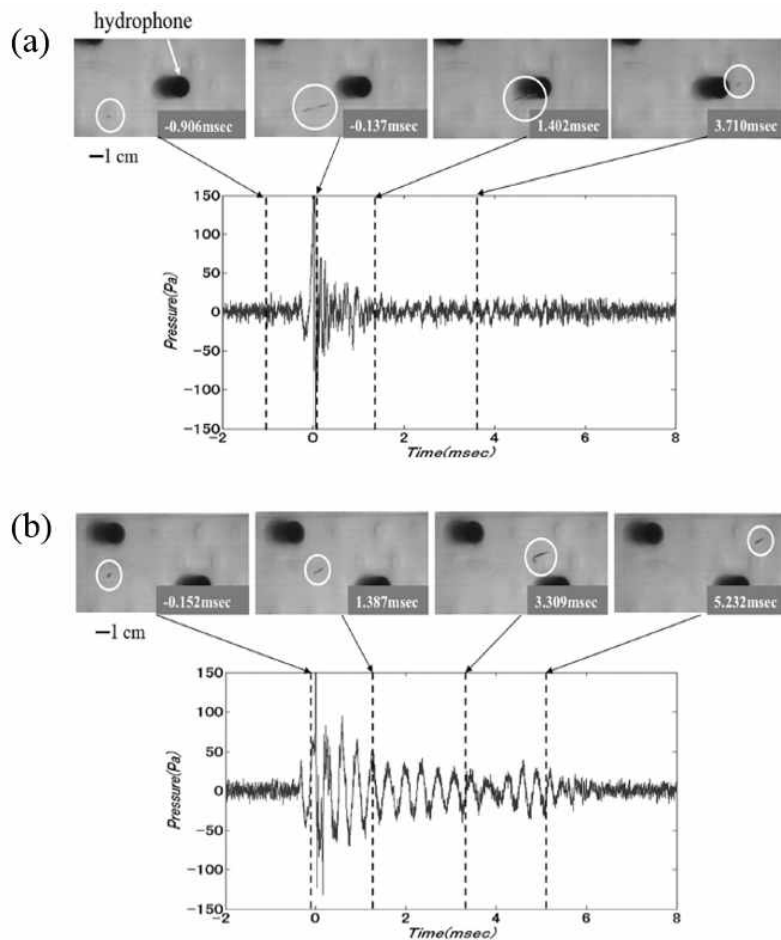 (a)
hydrophone
-0.906msec -0.137msec 1.402msec 3.710msec
1 cm
150
100
50
0
−50
−100
−150
Pressure(Pa)
−2 0 2 4 6 8
Time(msec)
(b)
-0.152msec 1.387msec 3.309msec 5.232msec
1 cm
150
100
50
0
−50
−100
−150
Pressure(Pa)
−2 0 2 4 6 8
Time(msec)